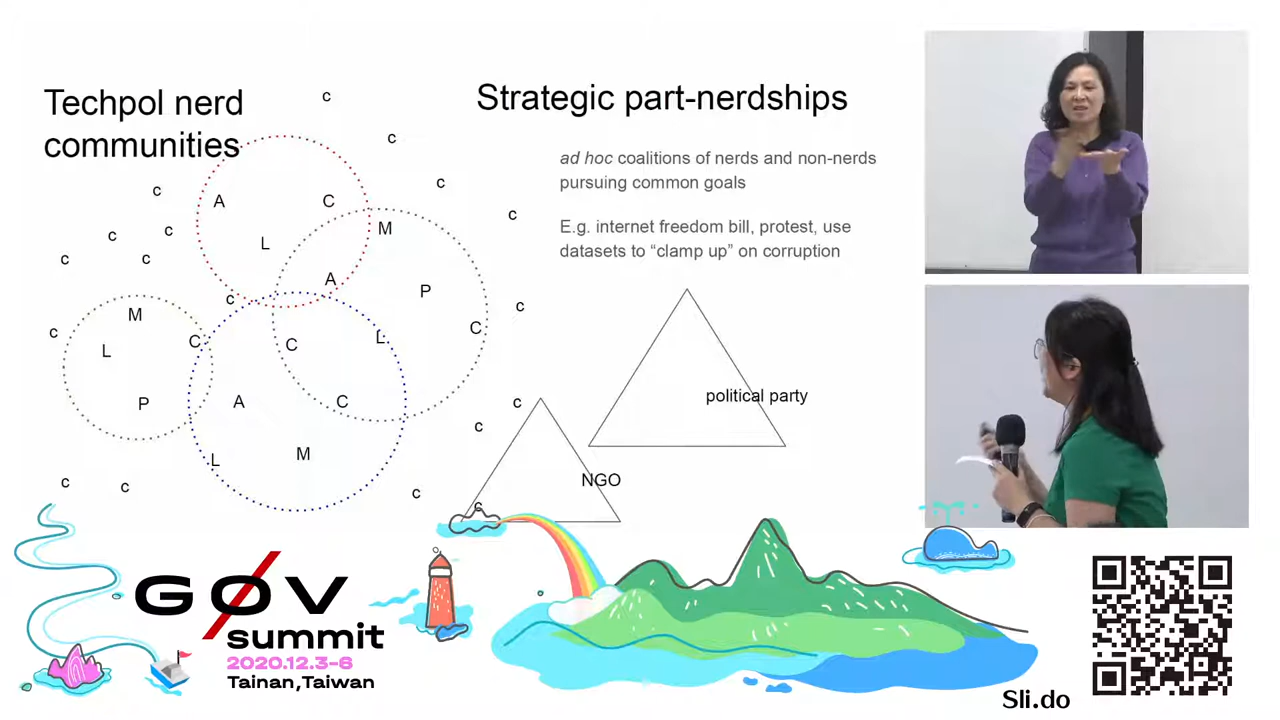 Techpol nerd
communities
Strategic part-nerdships
ad hoc coalitions of nerds and non-nerds
pursuing common goals
E.g. internet freedom bill, protest, use
datasets to “clamp up” on corruption
c
c
c
c
c
c
c
c
c
A
C
L
M
A
P
c
c
c
M
C
C
L
C
L
P
A
C
c
c
L
M
c
c
c
c
political party
NGO
GØV
summit
2020.12.3-6
Tainan,Taiwan
Sli.do